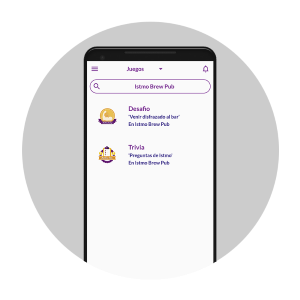 Juegos
Istmo Brew Pub
Desafío
'Venir disfrazado al bar'
En Istmo Brew Pub
Trivia
'Preguntas de Istmo'
En Istmo Brew Pub